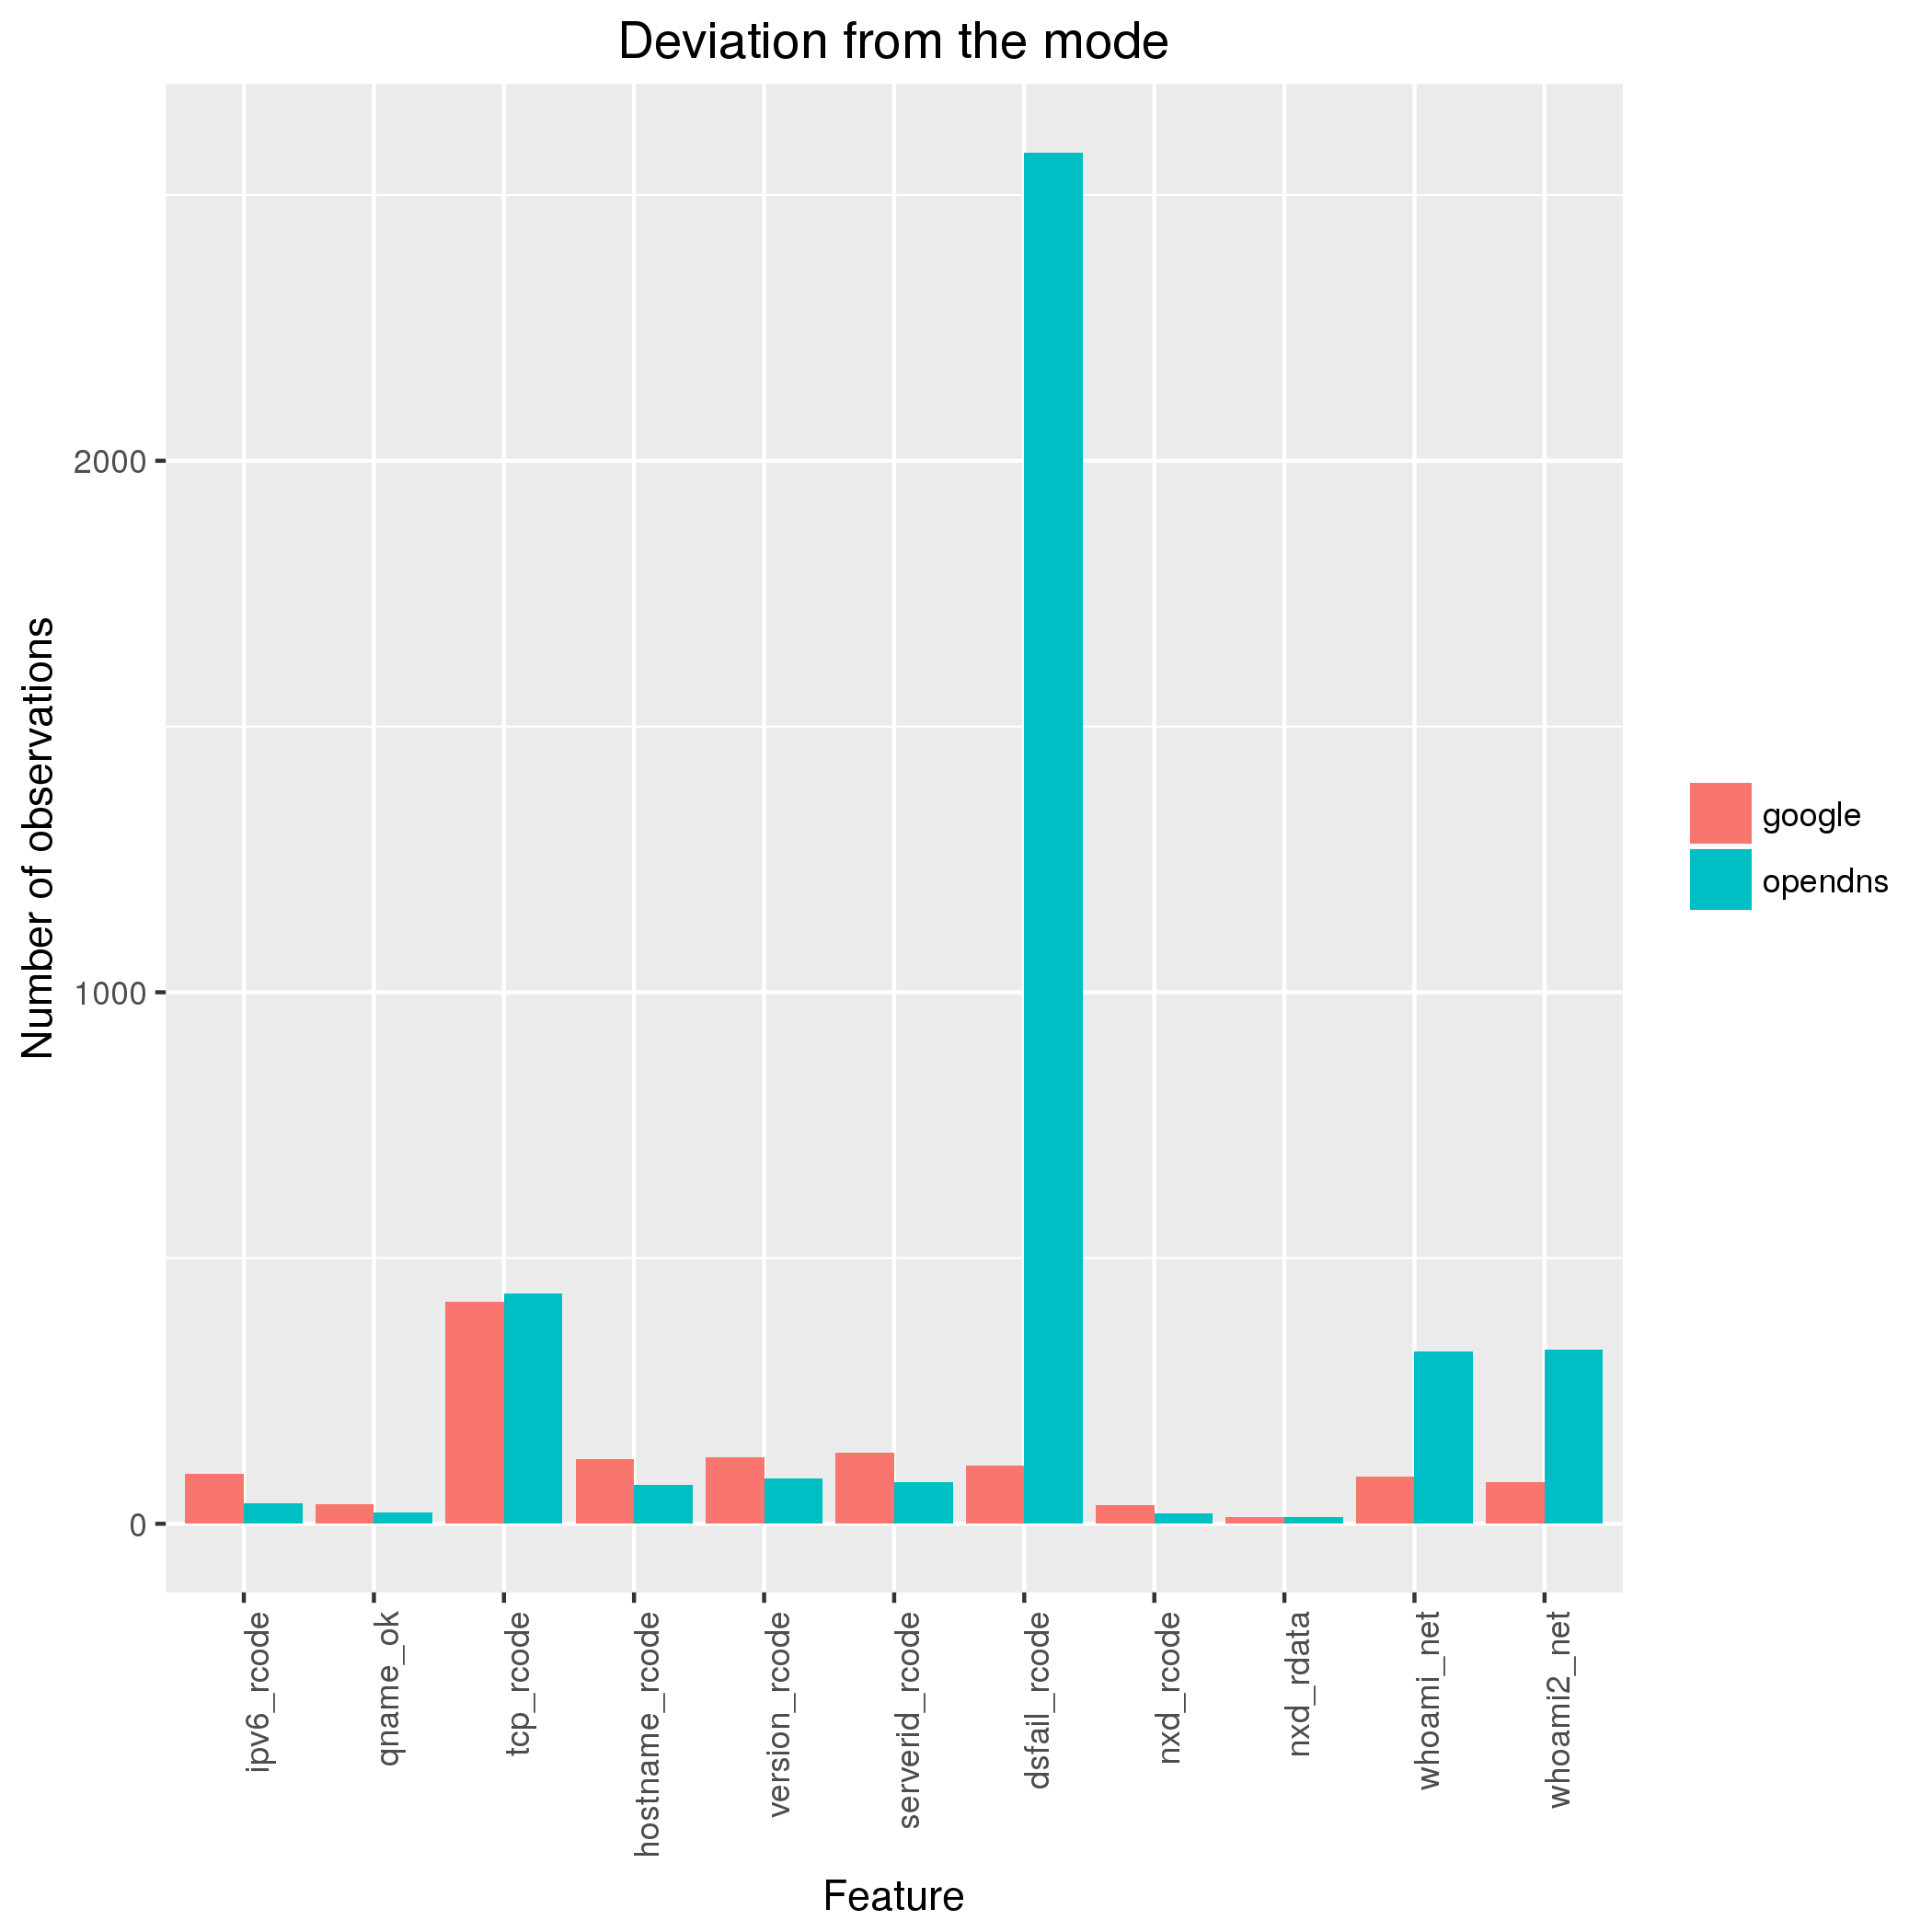 Deviation from the mode
Number of observations
2000
1000
0
ipv6_rcode
qname_ok
tcp_rcode
hostname_rcode
version_rcode
serverid_rcode
dsfail_rcode
nxd_rcode
nxd_rdata
whoami_net
whoami2_net
Feature
google
opendns